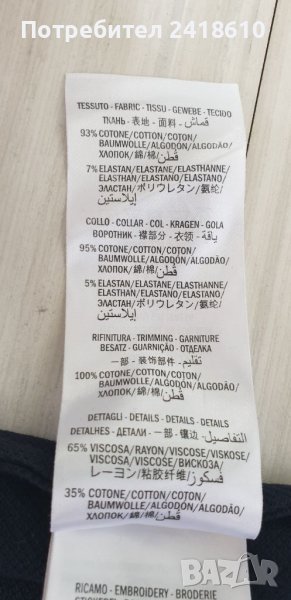 Потребител 2418610
TESSUTO - FABRIC - TISSU - GEWEBE - TECIDO
ТКАНЬ - 表地 - 面料 - قماش
93% COTONE/COTTON/COTON/
BAUMWOLLE/ALGODÓN/ALGODÃO/
ХЛОПОК/綿/棉/قطن
7% ELASTAN/ELASTANE/ELASTHANNE/
ELASTHAN/ELASTANO/ELASTANO/
ЭЛАСТАН/ポリウレタン/氨纶/
إيلاستين
COLLO - COLLAR - COL - KRAGEN - GOLA
ВОРОТНИК - 襟部分 - 衣领 - ياقة
95% COTONE/COTTON/COTON/
BAUMWOLLE/ALGODÓN/ALGODÃO/
ХЛОПОК/綿/棉/قطن
5% ELASTAN/ELASTANE/ELASTHANNE/
ELASTHAN/ELASTANO/ELASTANO/
ЭЛАСТАН/ポリウレタン/氨纶/
إيلاستين
RIFINITURA - TRIMMING - GARNITURE
BESATZ - GUARNIÇÃO - ОТДЕЛКА
一部 - 装饰部件 - تقليم
100% COTONE/COTTON/COTON/
BAUMWOLLE/ALGODÓN/ALGODÃO/
ХЛОПОК/綿/棉/قطن
DETTAGLI - DETAILS - DETAILS - DETAILS
DETALHES - ДЕТАЛИ - 一部 - 镶边 - التفاصيل
65% VISCOSA/RAYON/VISCOSE/VISKOSE/
VISCOSA/VISCOSE/ВИСКОЗА/
レーヨン/粘胶纤维/فسكوز
35% COTONE/COTTON/COTON/
BAUMWOLLE/ALGODÓN/ALGODÃO/
ХЛОПОК/綿/棉/قطن
RICAMO - EMBROIDERY - BRODERIE
BAZAR